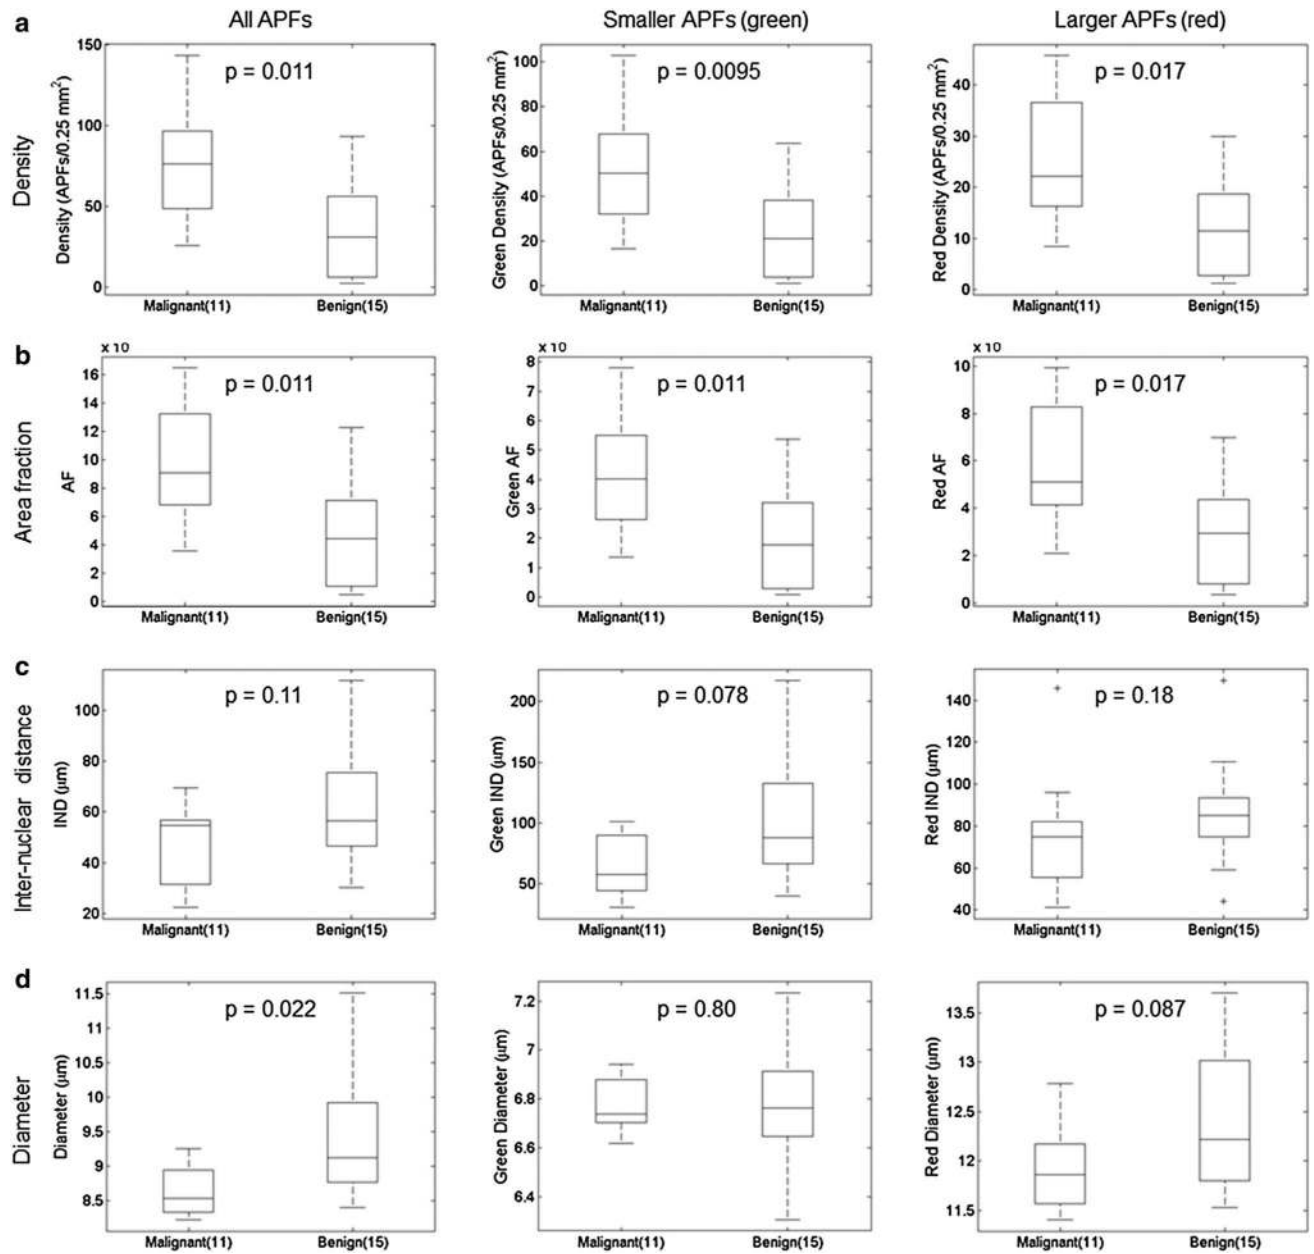 a
All APFs
Smaller APFs (green)
Larger APFs (red)
Density
Density (APFs/0.25 mm²)
150
100
50
0
p = 0.011
Malignant(11)
Benign(15)
Green Density (APFs/0.25 mm²)
100
80
60
40
20
0
p = 0.0095
Malignant(11)
Benign(15)
Red Density (APFs/0.25 mm²)
40
30
20
10
0
p = 0.017
Malignant(11)
Benign(15)
b
Area fraction
x 10
AF
16
14
12
10
8
6
4
2
0
p = 0.011
Malignant(11)
Benign(15)
x 10
Green AF
8
7
6
5
4
3
2
1
0
p = 0.011
Malignant(11)
Benign(15)
x 10
Red AF
10
8
6
4
2
0
p = 0.017
Malignant(11)
Benign(15)
c
Inter-nuclear distance
IND (μm)
100
80
60
40
20
p = 0.11
Malignant(11)
Benign(15)
Green IND (μm)
200
150
100
50
p = 0.078
Malignant(11)
Benign(15)
Red IND (μm)
140
120
100
80
60
40
p = 0.18
Malignant(11)
Benign(15)
d
Diameter
Diameter (μm)
11.5
11
10.5
10
9.5
9
8.5
p = 0.022
Malignant(11)
Benign(15)
Green Diameter (μm)
7.2
7
6.8
6.6
6.4
p = 0.80
Malignant(11)
Benign(15)
Red Diameter (μm)
13.5
13
12.5
12
11.5
p = 0.087
Malignant(11)
Benign(15)